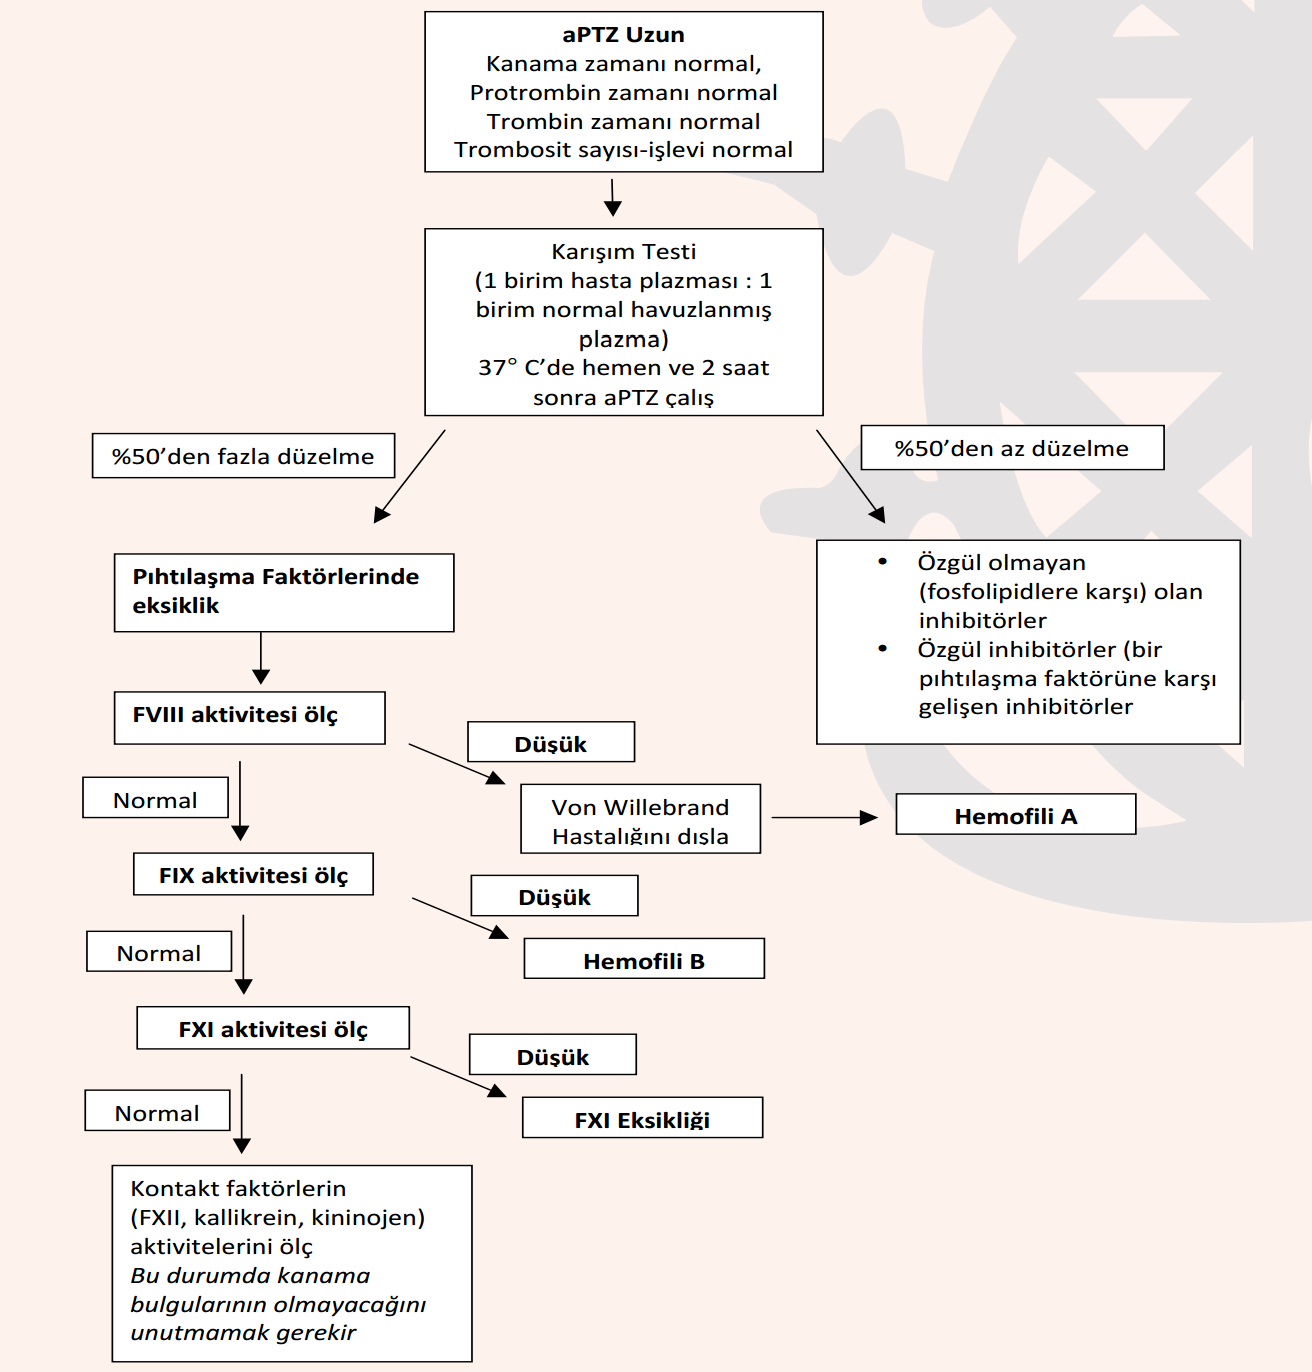 aPTZ Uzun
Kanama zamanı normal,
Protrombin zamanı normal
Trombin zamanı normal
Trombosit sayısı-işlevi normal
Karışım Testi
(1 birim hasta plazması : 1
birim normal havuzlanmış
plazma)
37° C’de hemen ve 2 saat
sonra aPTZ çalış
%50’den fazla düzelme
%50’den az düzelme
Pıhtılaşma Faktörlerinde
eksiklik
• Özgül olmayan
(fosfolipidlere karşı) olan
inhibitörler
• Özgül inhibitörler (bir
pıhtılaşma faktörüne karşı
gelişen inhibitörler
FVIII aktivitesi ölç
Düşük
Normal
Von Willebrand
Hastalığını dışla
Hemofili A
FIX aktivitesi ölç
Düşük
Normal
Hemofili B
FXI aktivitesi ölç
Düşük
Normal
FXI Eksikliği
Kontakt faktörlerin
(FXII, kallikrein, kininojen)
aktivitelerini ölç
Bu durumda kanama
bulgularının olmayacağını
unutmamak gerekir